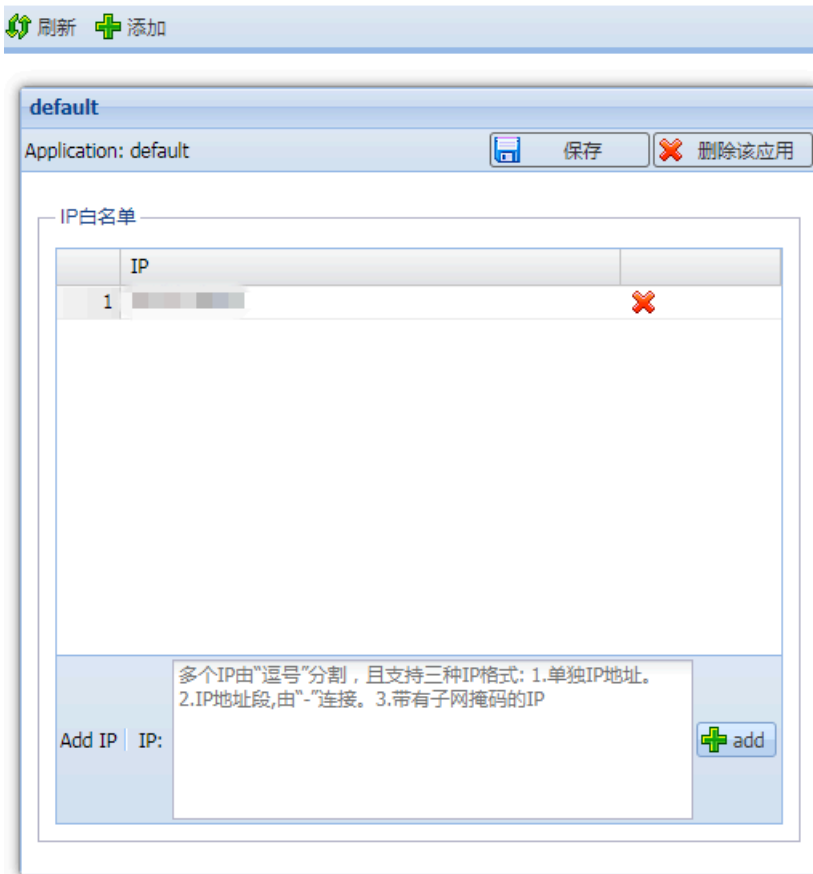 刷新 添加
default
Application: default 保存 删除该应用
IP白名单
IP
1
多个IP由“逗号”分割，且支持三种IP格式: 1.单独IP地址。
2.IP地址段,由“-”连接。3.带有子网掩码的IP
Add IP IP: add